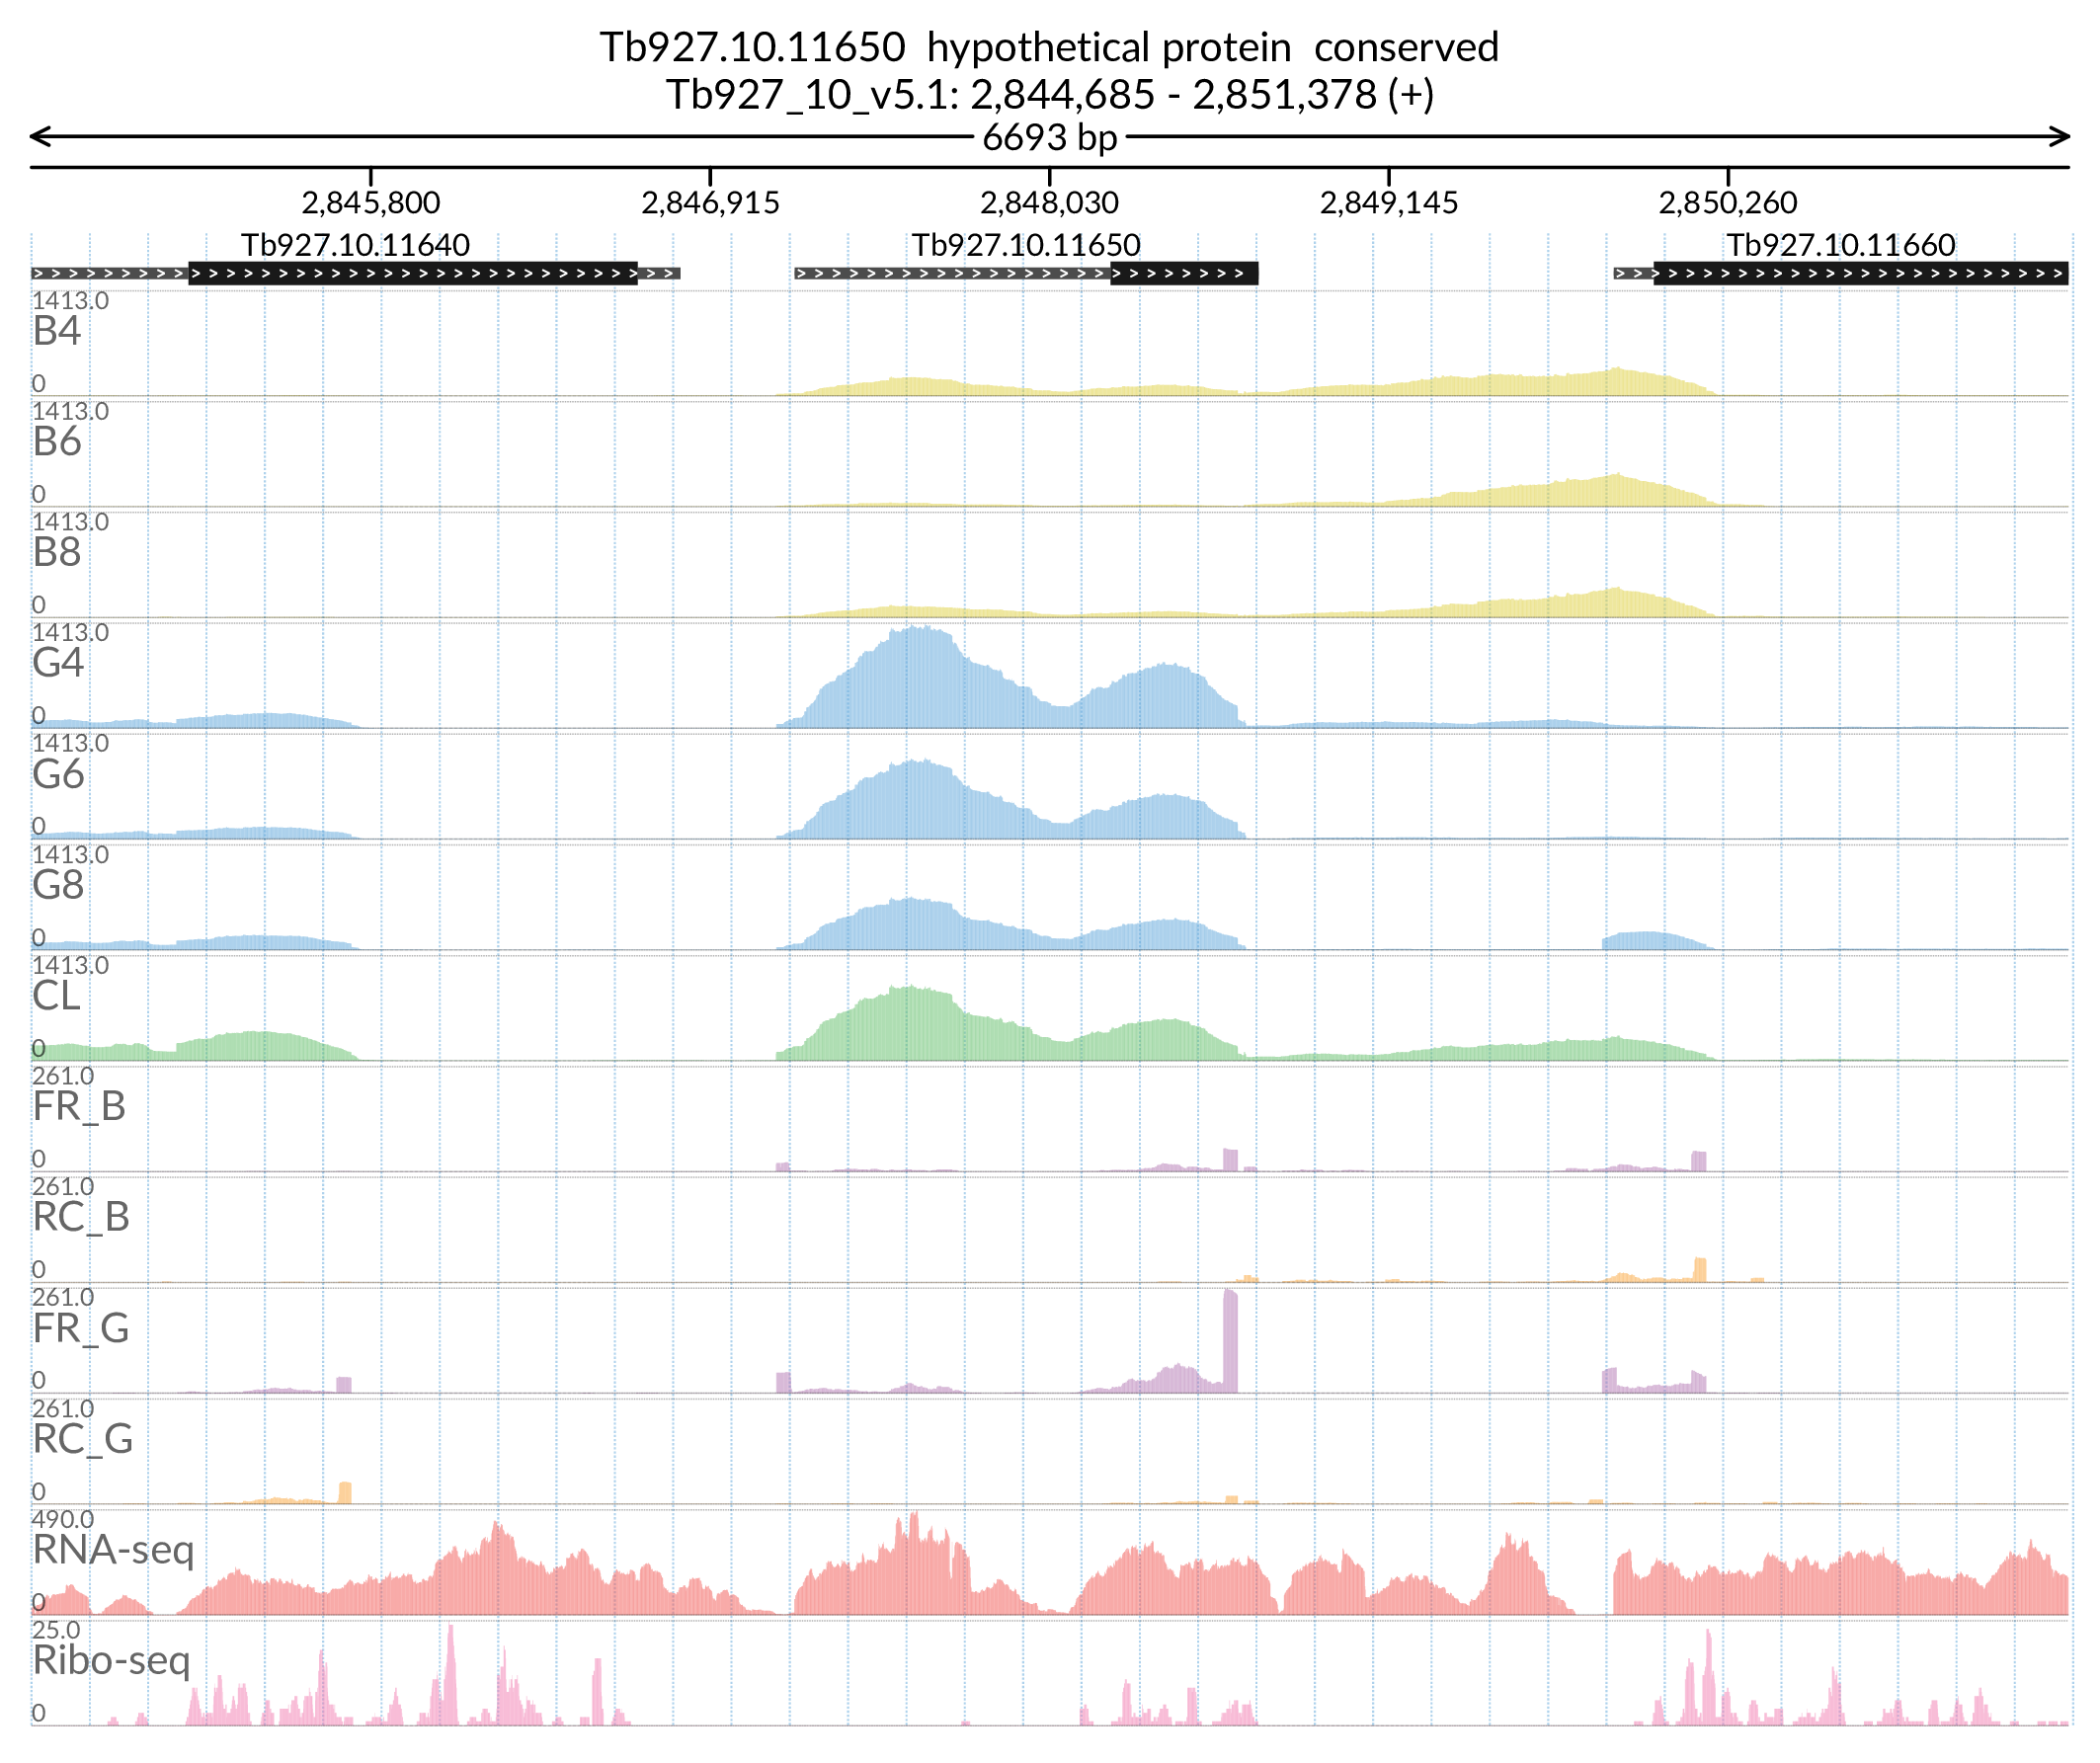 Tb927.10.11650 hypothetical protein conserved
Tb927_10_v5.1: 2,844,685 - 2,851,378 (+)
6693 bp
2,845,800 2,846,915 2,848,030 2,849,145 2,850,260
Tb927.10.11640 Tb927.10.11650 Tb927.10.11660
1413.0
B4
0
1413.0
B6
0
1413.0
B8
0
1413.0
G4
0
1413.0
G6
0
1413.0
G8
0
1413.0
CL
0
261.0
FR_B
0
261.0
RC_B
0
261.0
FR_G
0
261.0
RC_G
0
490.0
RNA-seq
0
25.0
Ribo-seq
0